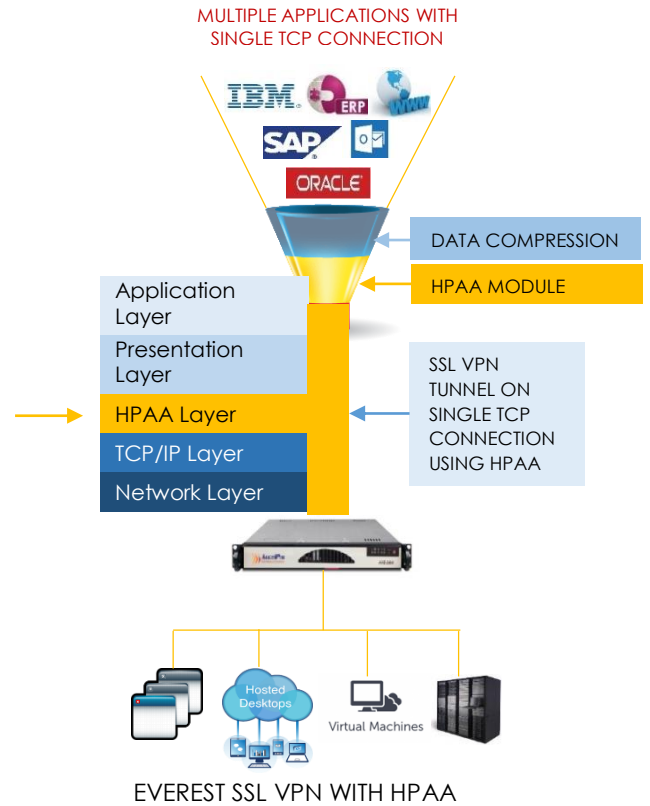 MULTIPLE APPLICATIONS WITH
SINGLE TCP CONNECTION
IBM.
ERP
WWW
SAP
ORACLE
DATA COMPRESSION
HPAA MODULE
Application
Layer
Presentation
Layer
HPAA Layer
TCP/IP Layer
Network Layer
SSL VPN
TUNNEL ON
SINGLE TCP
CONNECTION
USING HPAA
Hosted
Desktops
Virtual Machines
EVEREST SSL VPN WITH HPAA